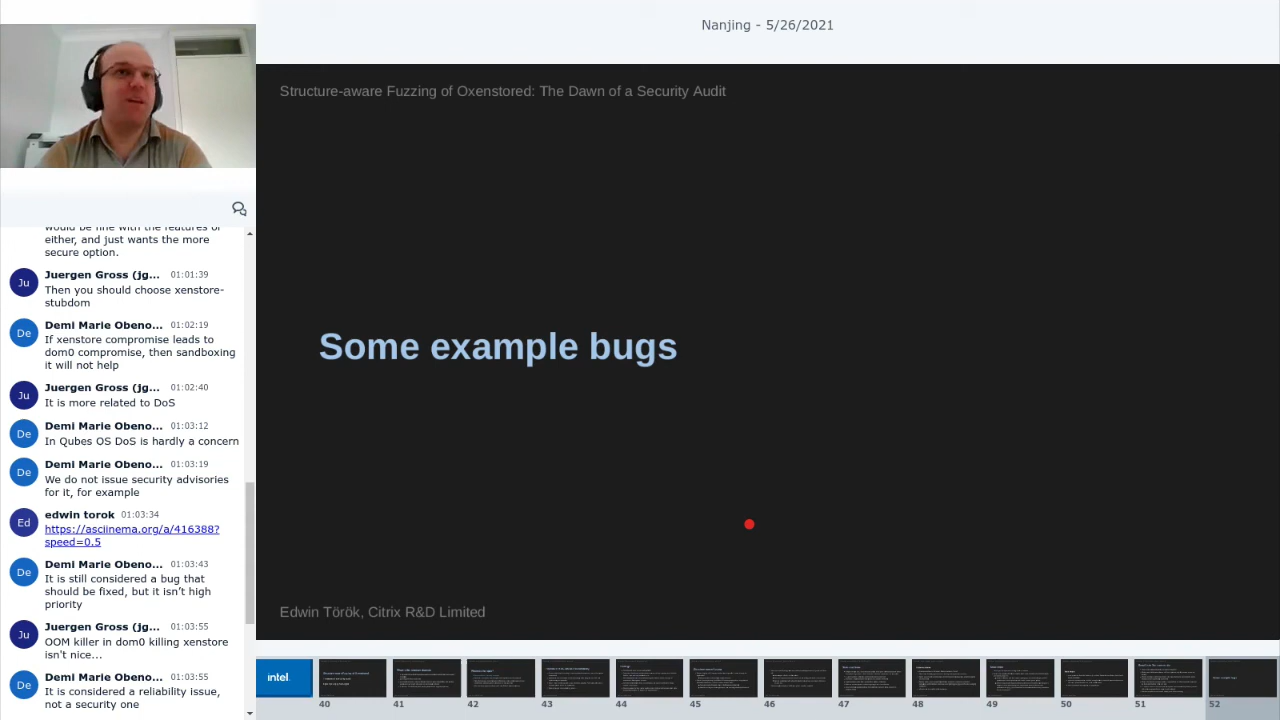 Nanjing - 5/26/2021
Structure-aware Fuzzing of Oxenstored: The Dawn of a Security Audit
Some example bugs
Edwin Török, Citrix R&D Limited
would be fine with the features of
either, and just wants the more
secure option.
Juergen Gross (jg... 01:01:39
Ju
Then you should choose xenstore-
stubdom
Demi Marie Obeno... 01:02:19
De
If xenstore compromise leads to
dom0 compromise, then sandboxing
it will not help
Juergen Gross (jg... 01:02:40
Ju
It is more related to DoS
Demi Marie Obeno... 01:03:12
De
In Qubes OS DoS is hardly a concern
Demi Marie Obeno... 01:03:19
De
We do not issue security advisories
for it, for example
edwin torok 01:03:34
Ed
https://asciinema.org/a/416388?
speed=0.5
Demi Marie Obeno... 01:03:43
De
It is still considered a bug that
should be fixed, but it isn't high
priority
Juergen Gross (jg... 01:03:55
Ju
OOM killer in dom0 killing xenstore
isn't nice...
Demi Marie Obeno... 01:03:55
De
It is considered a reliability issue,
not a security one
intel
40 41 42 43 44 45 46 47 48 49 50 51 52